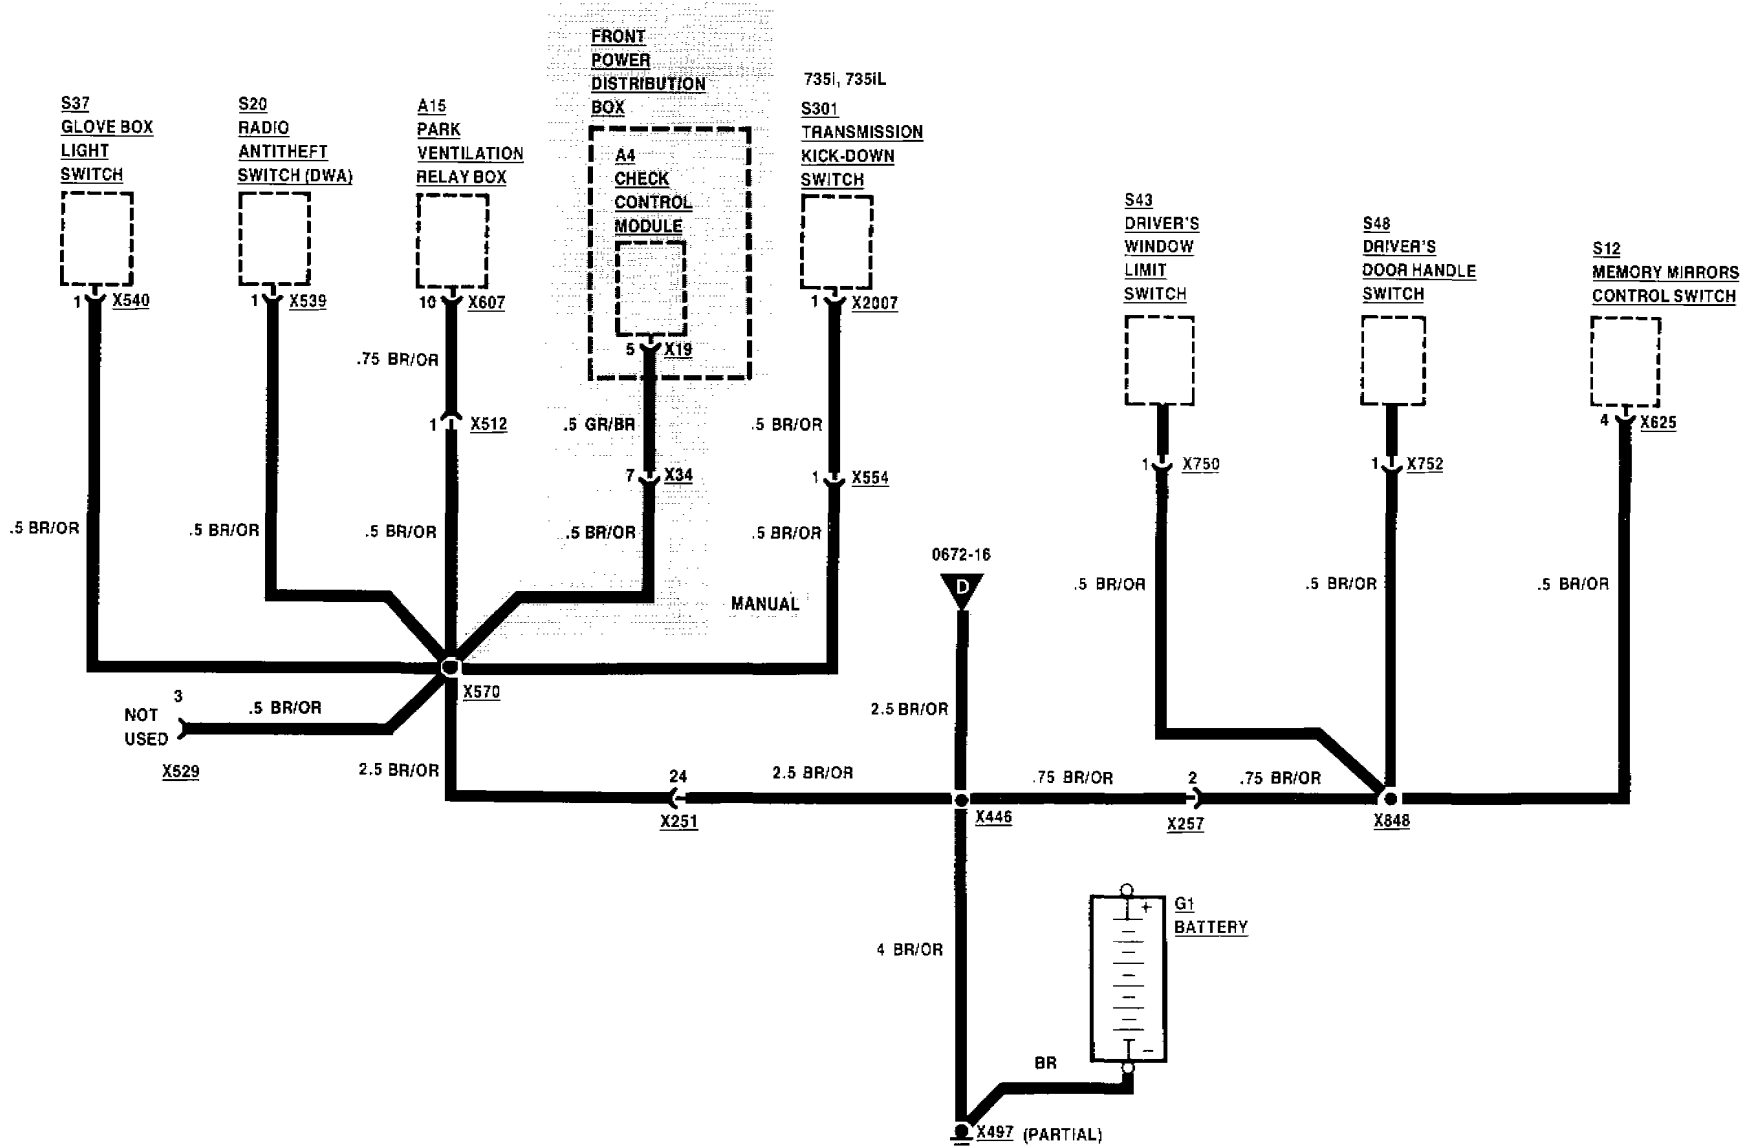 FRONT
POWER
DISTRIBUTION
BOX
735i, 735iL
S37
GLOVE BOX
LIGHT
SWITCH
S20
RADIO
ANTITHEFT
SWITCH (DWA)
A15
PARK
VENTILATION
RELAY BOX
A4
CHECK
CONTROL
MODULE
S301
TRANSMISSION
KICK-DOWN
SWITCH
S43
DRIVER'S
WINDOW
LIMIT
SWITCH
S48
DRIVER'S
DOOR HANDLE
SWITCH
S12
MEMORY MIRRORS
CONTROL SWITCH
1 X540
1 X539
10 X607
5 X19
1 X2007
.75 BR/OR
1 X512
.5 GR/BR
.5 BR/OR
7 X34
1 X554
1 X750
1 X752
4 X625
.5 BR/OR
.5 BR/OR
.5 BR/OR
.5 BR/OR
.5 BR/OR
0672-16
D
.5 BR/OR
.5 BR/OR
.5 BR/OR
MANUAL
X570
3
NOT
USED
.5 BR/OR
X529
2.5 BR/OR
2.5 BR/OR
24
X251
2.5 BR/OR
X446
.75 BR/OR
2
X257
.75 BR/OR
X848
G1
BATTERY
+
−
4 BR/OR
BR
X497 (PARTIAL)